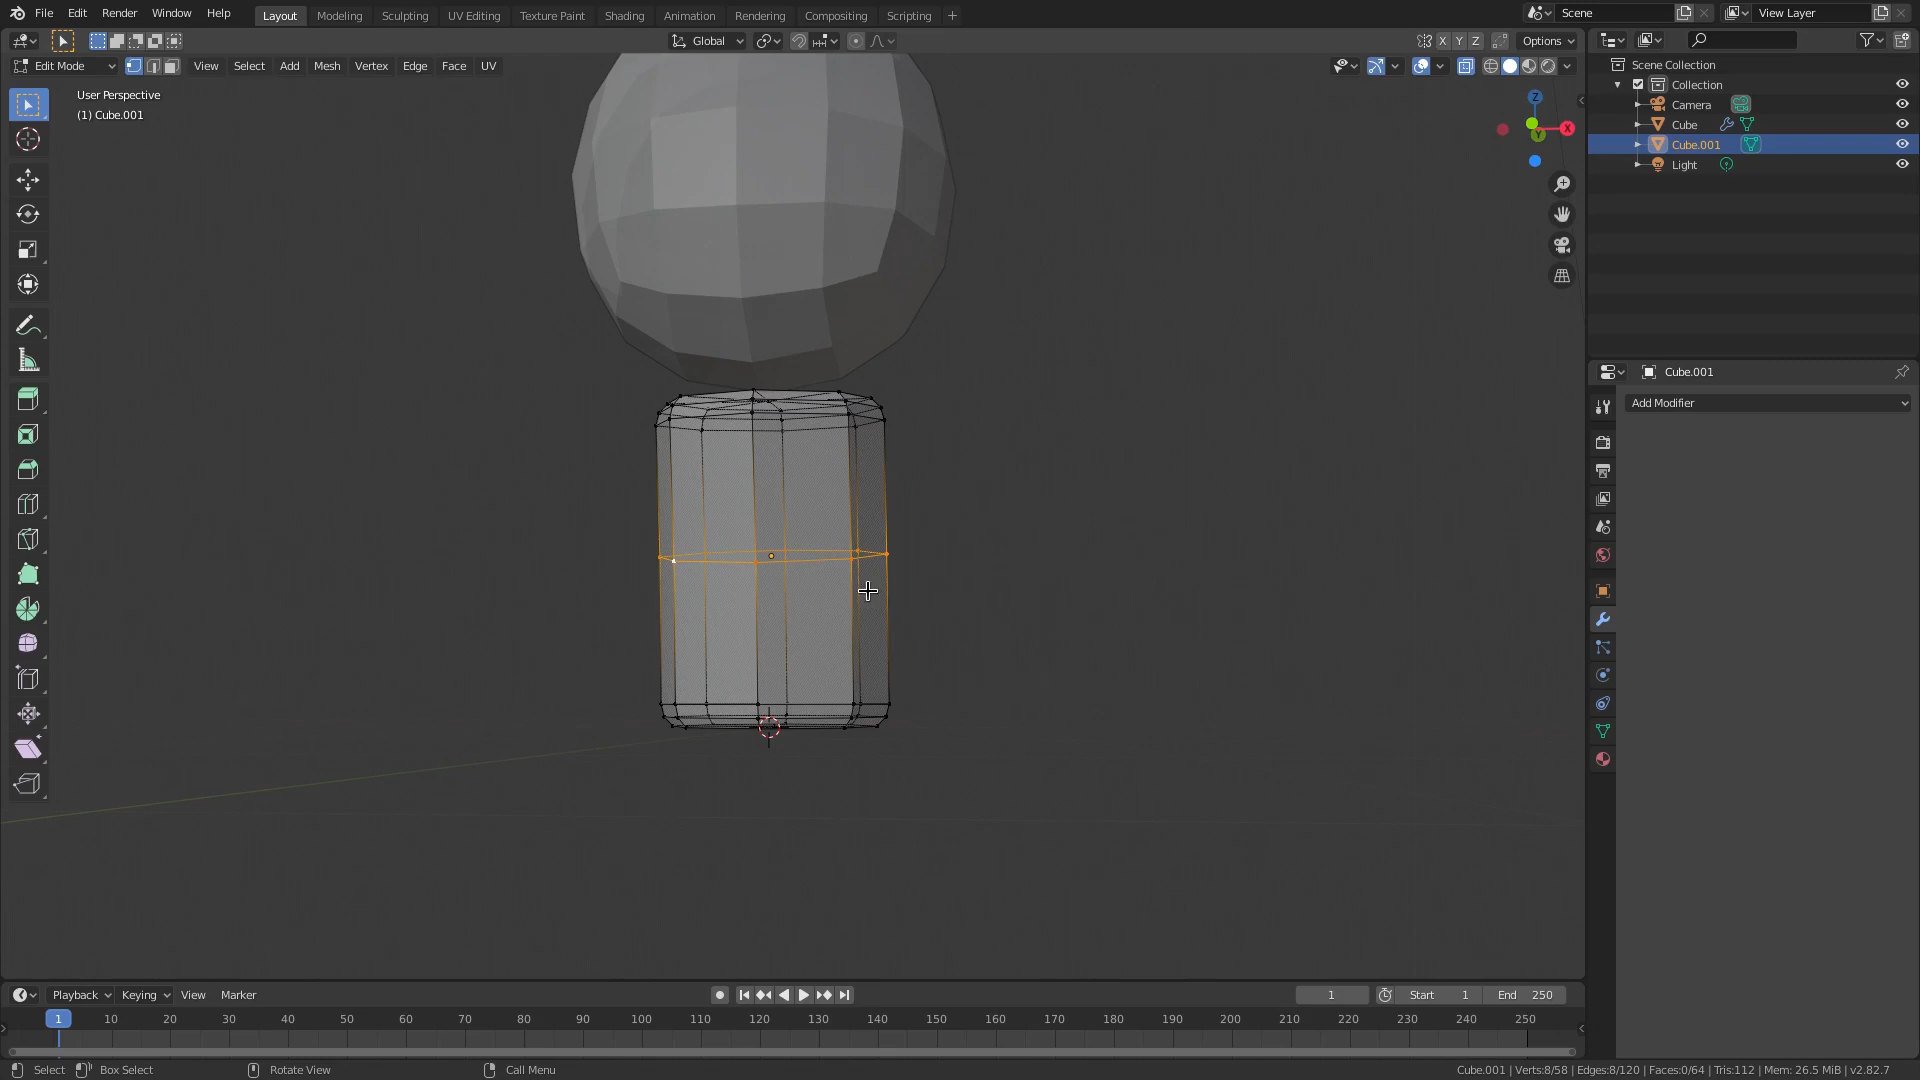 File Edit Render Window Help Layout Modeling Sculpting UV Editing Texture Paint Shading Animation Rendering Compositing Scripting + Scene View Layer
Global X Y Z Options
Edit Mode View Select Add Mesh Vertex Edge Face UV
User Perspective
(1) Cube.001
Z
X
Y
Scene Collection
Collection
Camera
Cube
Cube.001
Light
Cube.001
Add Modifier
Playback Keying View Marker 1 Start 1 End 250
1 10 20 30 40 50 60 70 80 90 100 110 120 130 140 150 160 170 180 190 200 210 220 230 240 250
Select Box Select Rotate View Call Menu Cube.001 | Verts:8/58 | Edges:8/120 | Faces:0/64 | Tris:112 | Mem: 26.5 MiB | v2.82.7